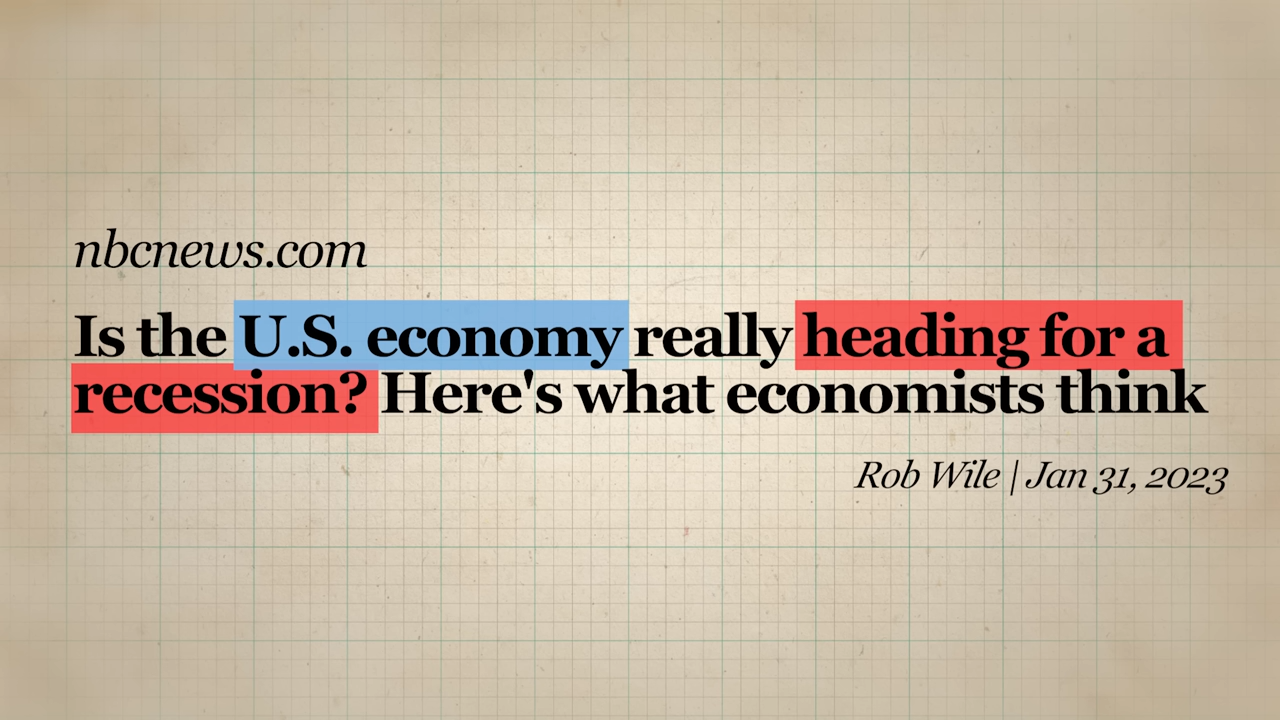 nbcnews.com
Is the U.S. economy really heading for a
recession? Here's what economists think
Rob Wile | Jan 31, 2023